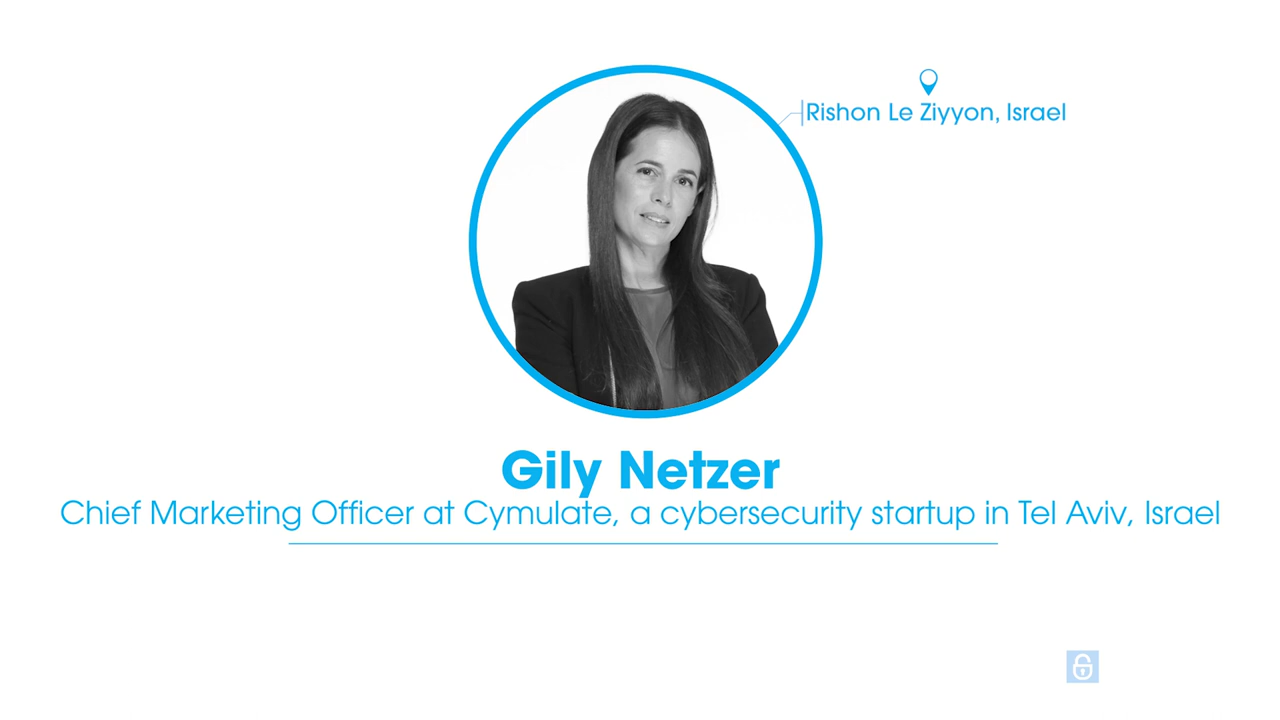 Rishon Le Ziyyon, Israel
Gily Netzer
Chief Marketing Officer at Cymulate, a cybersecurity startup in Tel Aviv, Israel